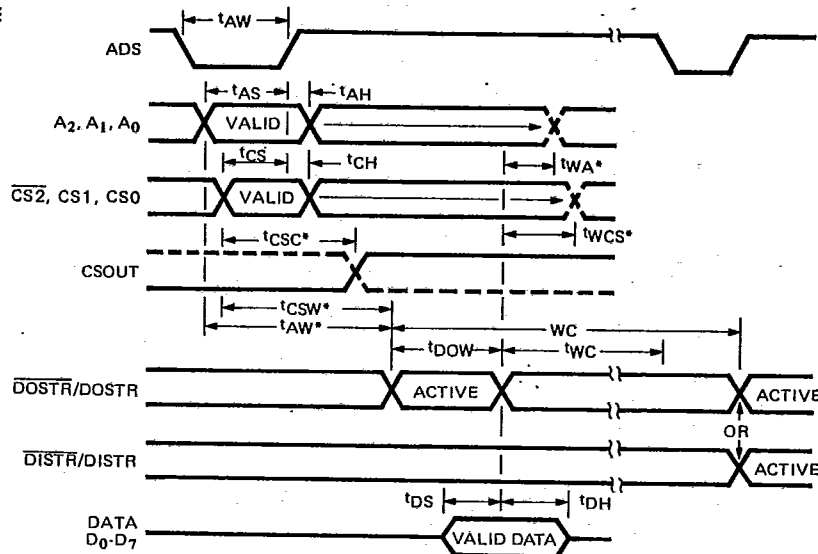 tAW
ADS
tAS tAH
A2, A1, A0 VALID
tCS tCH tWA*
CS2, CS1, CS0 VALID
tCSC* tWCS*
CSOUT
tCSW*
tAW* WC
tDOW tWC
DOSTR/DOSTR ACTIVE ACTIVE
OR
DISTR/DISTR ACTIVE
tDS tDH
DATA
D0-D7 VALID DATA